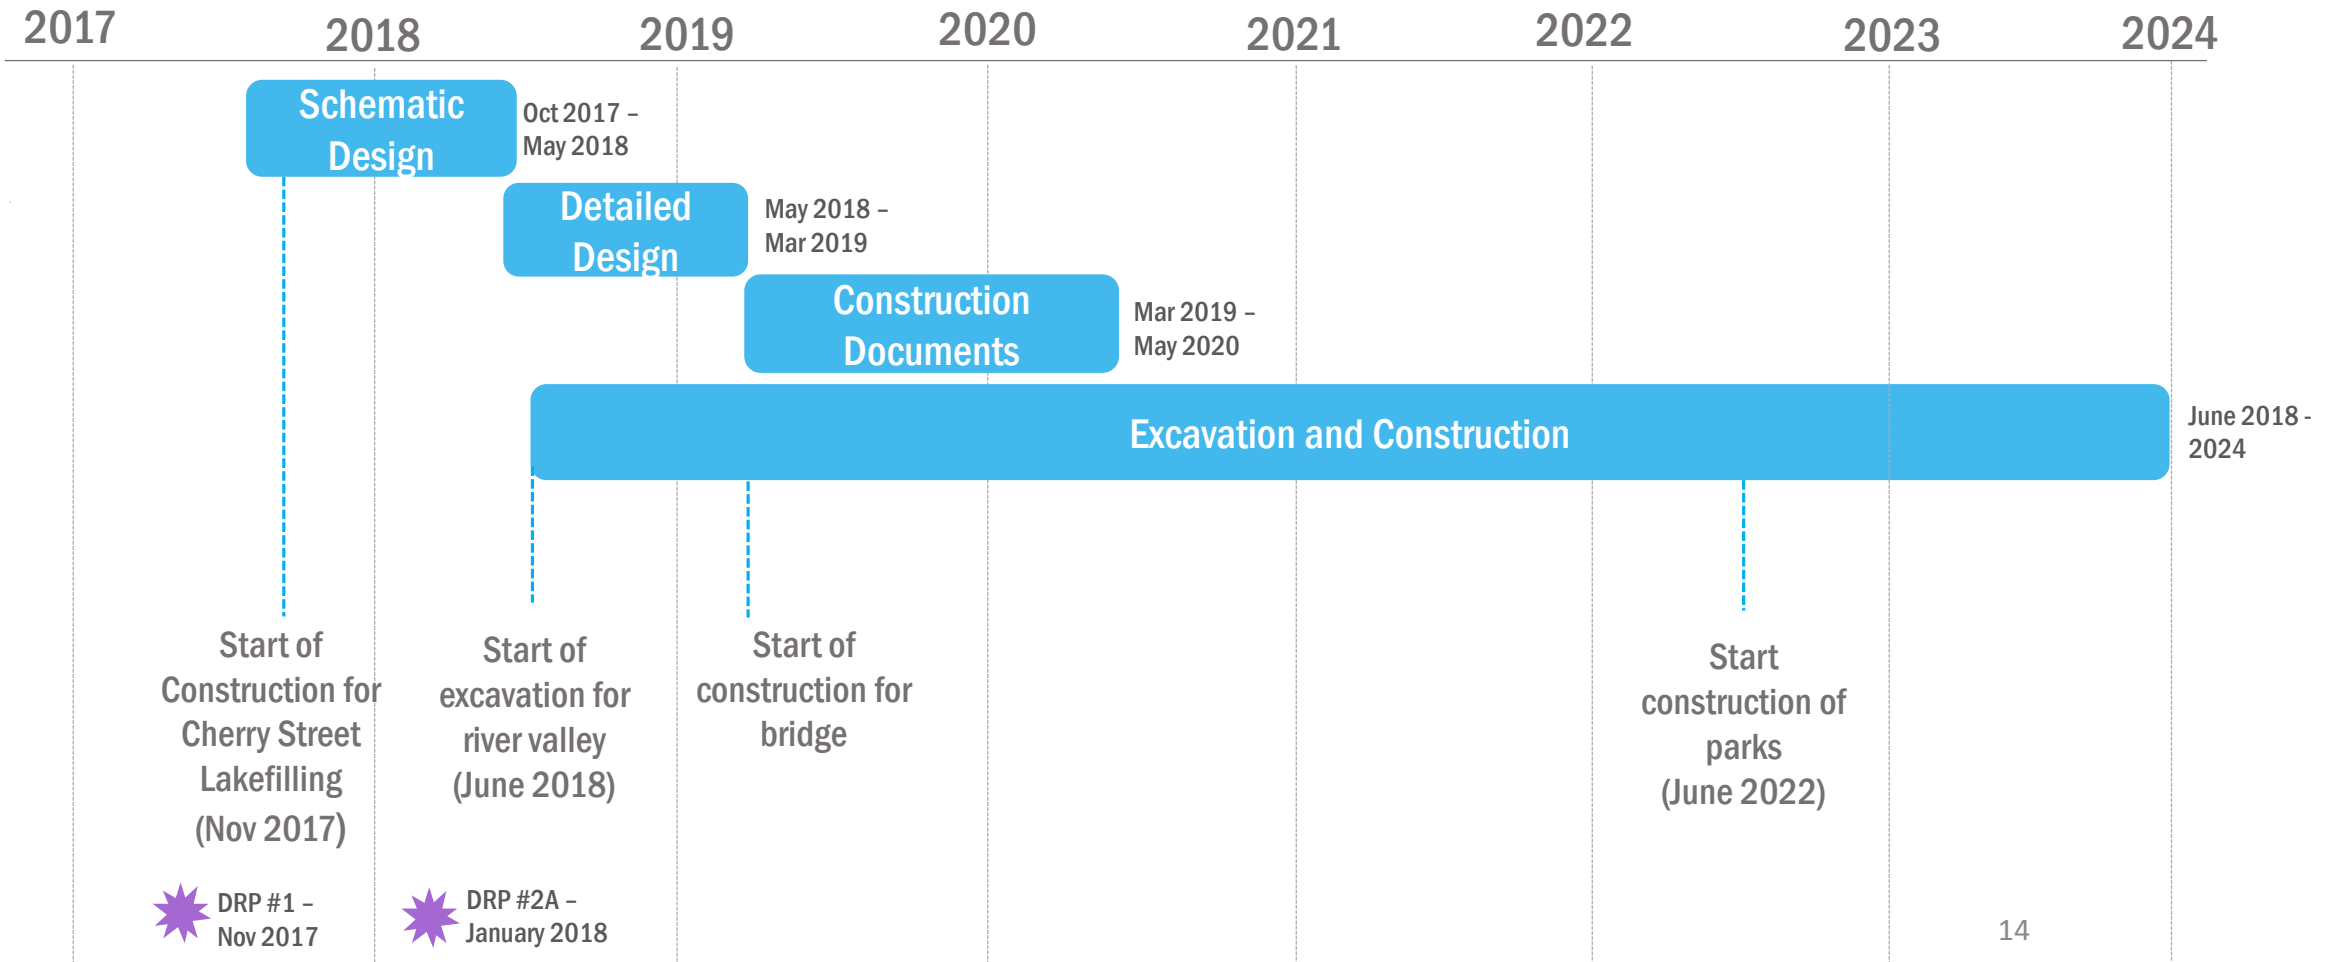 2017 2018 2019 2020 2021 2022 2023 2024
Schematic
Design
Oct 2017 –
May 2018
Detailed
Design
May 2018 –
Mar 2019
Construction
Documents
Mar 2019 –
May 2020
Excavation and Construction
June 2018 -
2024
Start of
Construction for
Cherry Street
Lakefilling
(Nov 2017)
Start of
excavation for
river valley
(June 2018)
Start of
construction for
bridge
Start
construction of
parks
(June 2022)
DRP #1 –
Nov 2017
DRP #2A –
January 2018
14